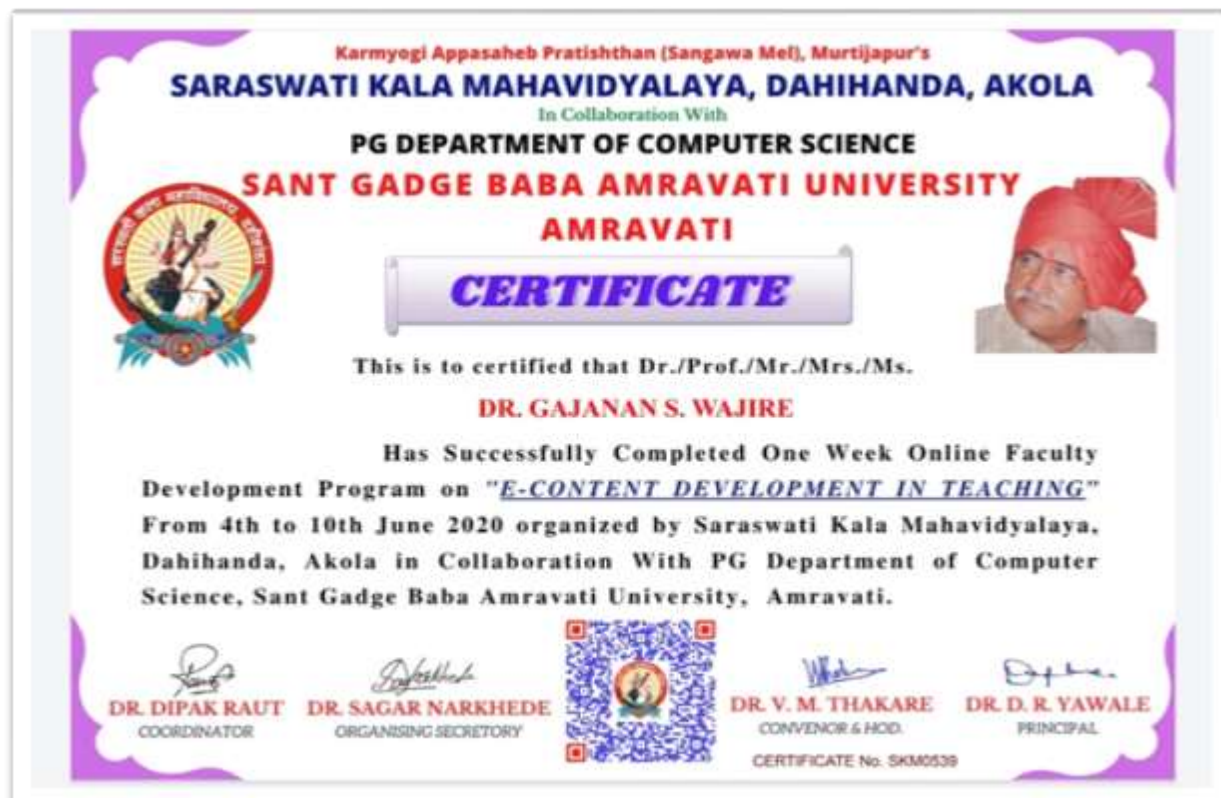 Karmyogi Appasaheb Pratishthan (Sangawa Mel), Murtijapur's
SARASWATI KALA MAHAVIDYALAYA, DAHIHANDA, AKOLA
In Collaboration With
PG DEPARTMENT OF COMPUTER SCIENCE
SANT GADGE BABA AMRAVATI UNIVERSITY
AMRAVATI
CERTIFICATE
This is to certified that Dr./Prof./Mr./Mrs./Ms.
DR. GAJANAN S. WAJIRE
Has Successfully Completed One Week Online Faculty
Development Program on "E-CONTENT DEVELOPMENT IN TEACHING"
From 4th to 10th June 2020 organized by Saraswati Kala Mahavidyalaya,
Dahihanda, Akola in Collaboration With PG Department of Computer
Science, Sant Gadge Baba Amravati University, Amravati.
DR. DIPAK RAUT DR. SAGAR NARKHEDE DR. V. M. THAKARE DR. D. R. YAWALE
COORDINATOR ORGANISING SECRETORY CONVENOR & HOD. PRINCIPAL
CERTIFICATE No. SKM0539